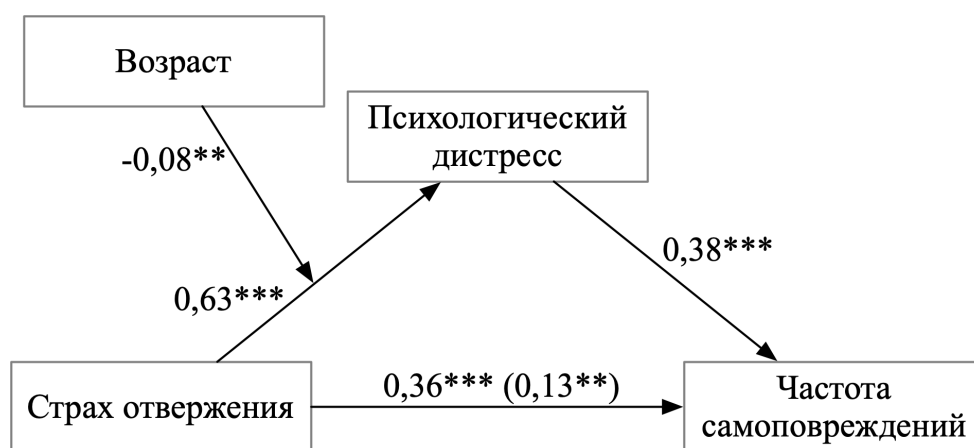 Возраст
Психологический
дистресс
-0,08**
0,38***
0,63***
0,36*** (0,13**)
Страх отвержения
Частота
самоповреждений